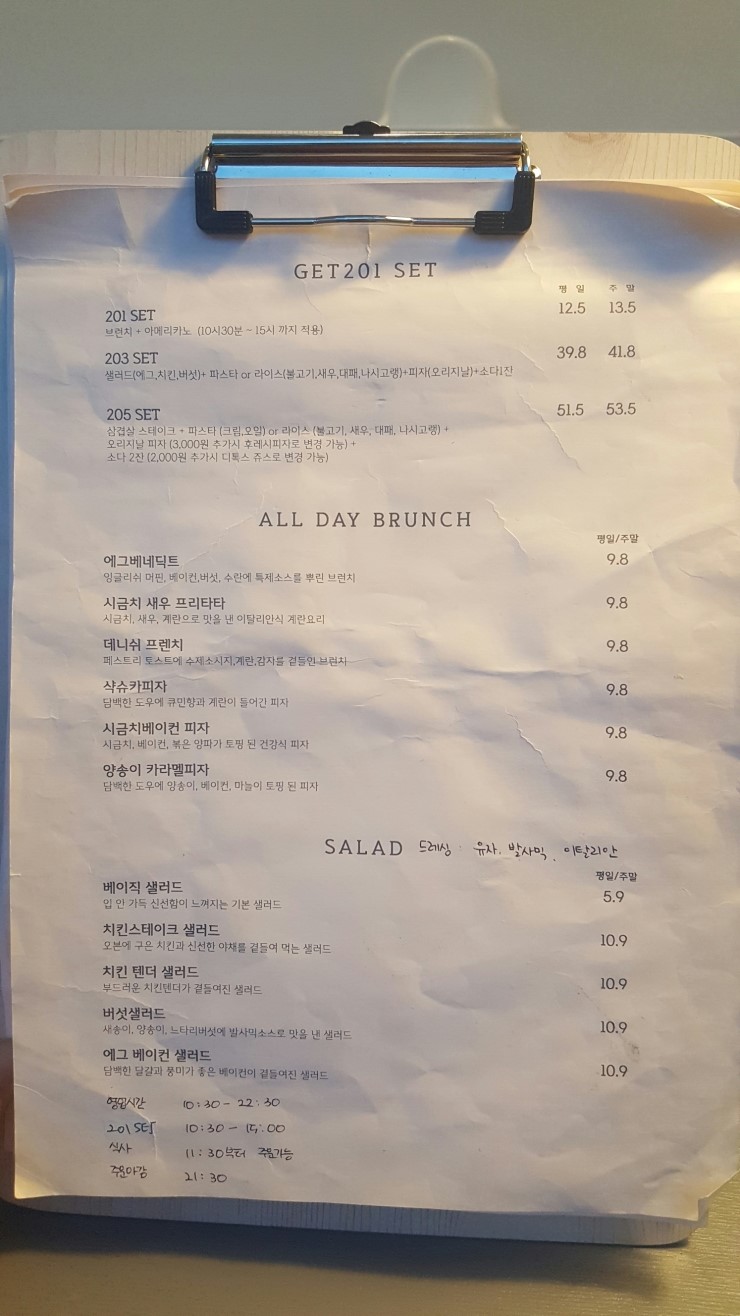 GET201 SET
평 일 주 말
201 SET 12.5 13.5
브런치 + 아메리카노 (10시30분 ~ 15시 까지 적용)
203 SET 39.8 41.8
샐러드(에그,치킨,버섯)+ 파스타 or 라이스(불고기,새우,대패,나시고랭)+피자(오리지날)+소다1잔
205 SET 51.5 53.5
삼겹살 스테이크 + 파스타 (크림,오일) or 라이스 (불고기, 새우, 대패, 나시고랭) +
오리지날 피자 (3,000원 추가시 후레시피자로 변경 가능) +
소다 2잔 (2,000원 추가시 디톡스 쥬스로 변경 가능)
ALL DAY BRUNCH
평일/주말
에그베네딕트 9.8
잉글리쉬 머핀, 베이컨,버섯, 수란에 특제소스를 뿌린 브런치
시금치 새우 프리타타 9.8
시금치, 새우, 계란으로 맛을 낸 이탈리안식 계란요리
데니쉬 프렌치 9.8
페스트리 토스트에 수제소시지,계란,감자를 곁들인 브런치
샥슈카피자 9.8
담백한 도우에 큐민향과 계란이 들어간 피자
시금치베이컨 피자 9.8
시금치, 베이컨, 볶은 양파가 토핑 된 건강식 피자
양송이 카라멜피자 9.8
담백한 도우에 양송이, 베이컨, 마늘이 토핑 된 피자
SALAD 드레싱 : 유자, 발사믹, 이탈리안
평일/주말
베이직 샐러드 5.9
입 안 가득 신선함이 느껴지는 기본 샐러드
치킨스테이크 샐러드 10.9
오븐에 구은 치킨과 신선한 야채를 곁들여 먹는 샐러드
치킨 텐더 샐러드 10.9
부드러운 치킨텐더가 곁들여진 샐러드
버섯샐러드 10.9
새송이, 양송이, 느타리버섯에 발사믹소스로 맛을 낸 샐러드
에그 베이컨 샐러드 10.9
담백한 달걀과 풍미가 좋은 베이컨이 곁들여진 샐러드
영업시간 10:30 - 22:30
201 SET 10:30 - 15:00
식사 11:30부터 주문가능
주문마감 21:30